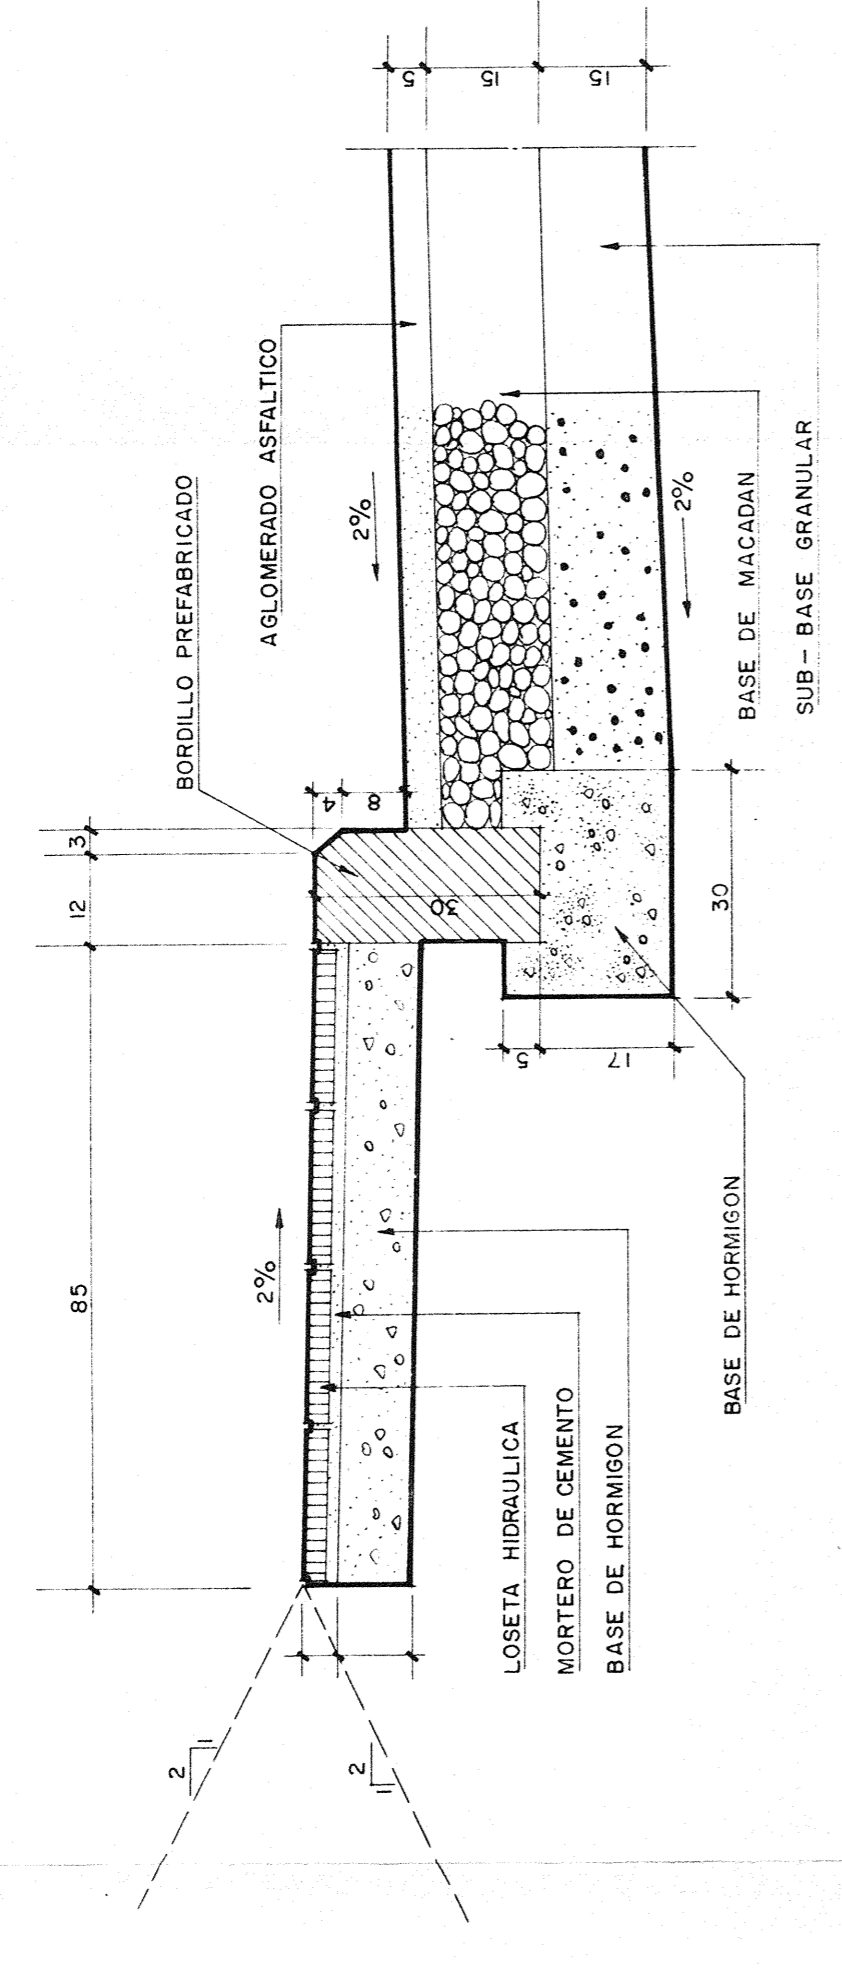 85
12
3
BORDILLO PREFABRICADO
AGLOMERADO ASFALTICO
4
8
30
2%
2%
2%
5
15
15
2
1
2
1
5
17
30
LOSETA HIDRAULICA
MORTERO DE CEMENTO
BASE DE HORMIGON
BASE DE HORMIGON
BASE DE MACADAN
SUB-BASE GRANULAR